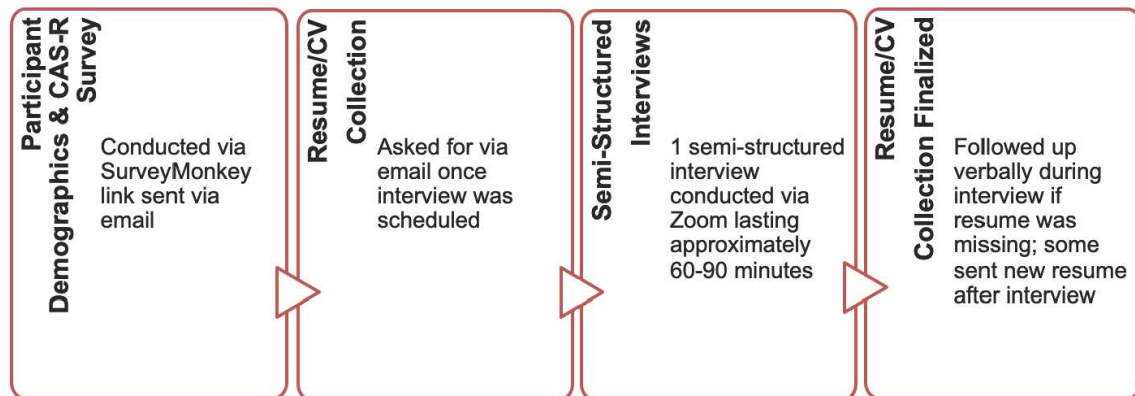 Participant
Demographics & CAS-R
Survey
Conducted via
SurveyMonkey
link sent via
email
Resume/CV
Collection
Asked for via
email once
interview was
scheduled
Semi-Structured
Interviews
1 semi-structured
interview
conducted via
Zoom lasting
approximately
60-90 minutes
Resume/CV
Collection Finalized
Followed up
verbally during
interview if
resume was
missing; some
sent new resume
after interview